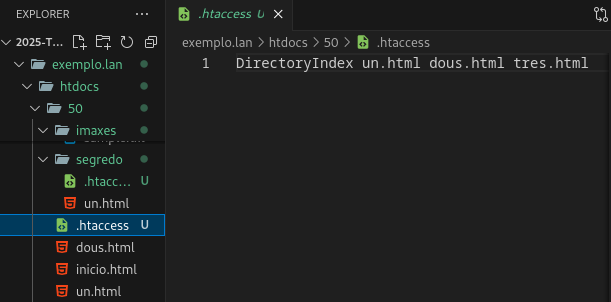 EXPLORER
2025-T...
exemplo.lan
htdocs
50
imaxes
segredo
.htacc... U
un.html
.htaccess U
dous.html
inicio.html
un.html
.htaccess U
exemplo.lan > htdocs > 50 > .htaccess
1 DirectoryIndex un.html dous.html tres.html